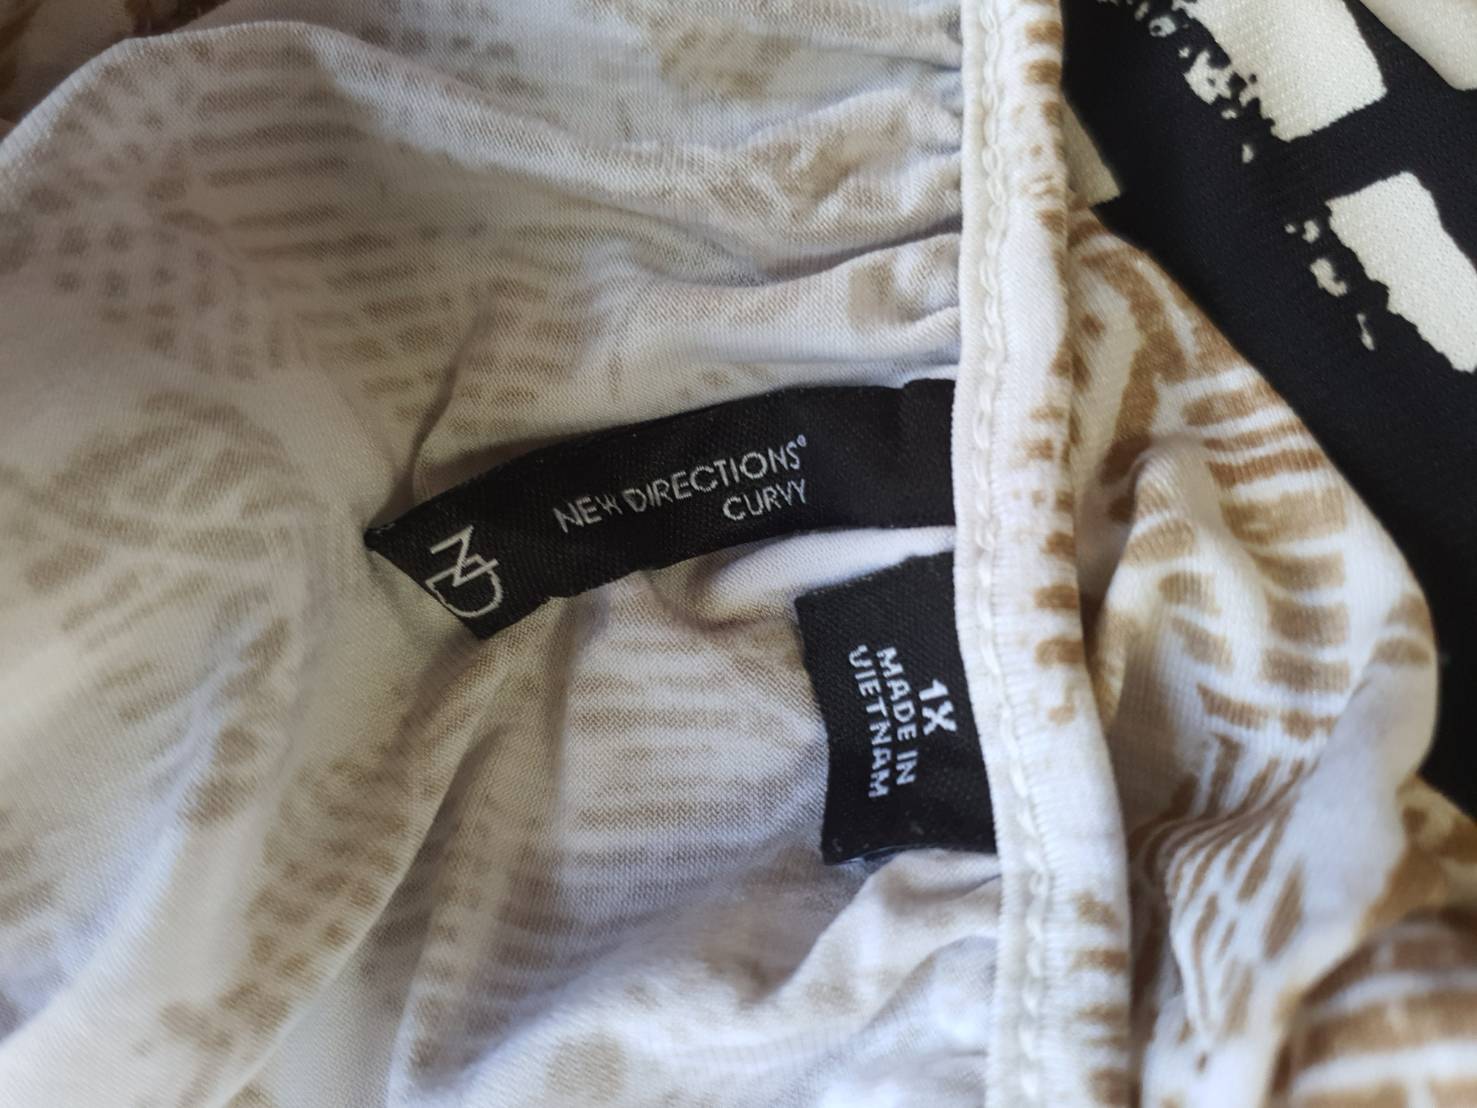 ND
NEW DIRECTIONS®
CURVY
1X
MADE IN
VIETNAM